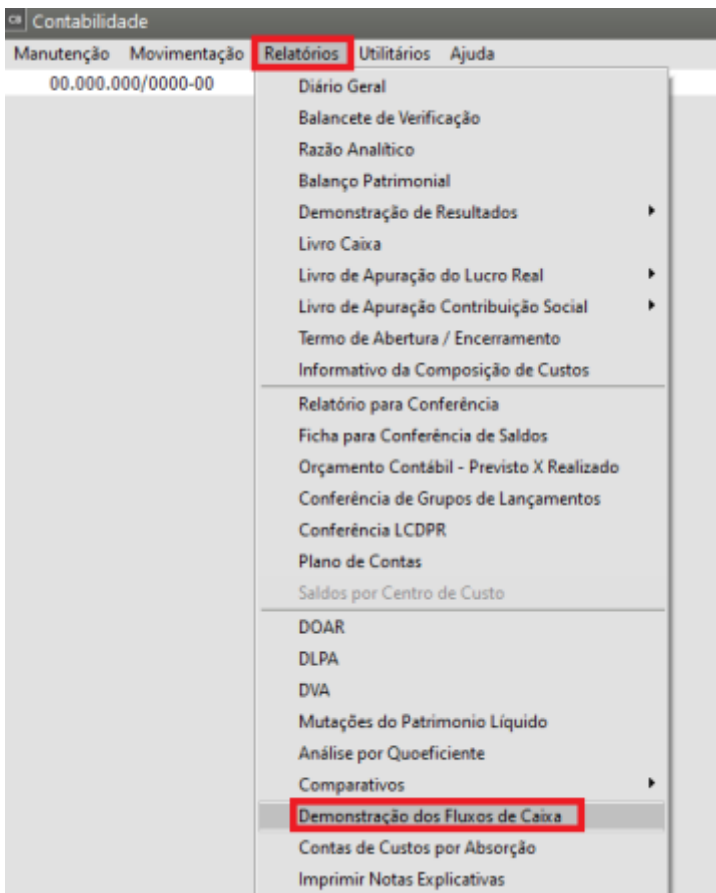 CB Contabilidade
Manutenção Movimentação Relatórios Utilitários Ajuda
00.000.000/0000-00
Diário Geral
Balancete de Verificação
Razão Analítico
Balanço Patrimonial
Demonstração de Resultados
Livro Caixa
Livro de Apuração do Lucro Real
Livro de Apuração Contribuição Social
Termo de Abertura / Encerramento
Informativo da Composição de Custos
Relatório para Conferência
Ficha para Conferência de Saldos
Orçamento Contábil - Previsto X Realizado
Conferência de Grupos de Lançamentos
Conferência LCDPR
Plano de Contas
Saldos por Centro de Custo
DOAR
DLPA
DVA
Mutações do Patrimonio Líquido
Análise por Quoeficiente
Comparativos
Demonstração dos Fluxos de Caixa
Contas de Custos por Absorção
Imprimir Notas Explicativas